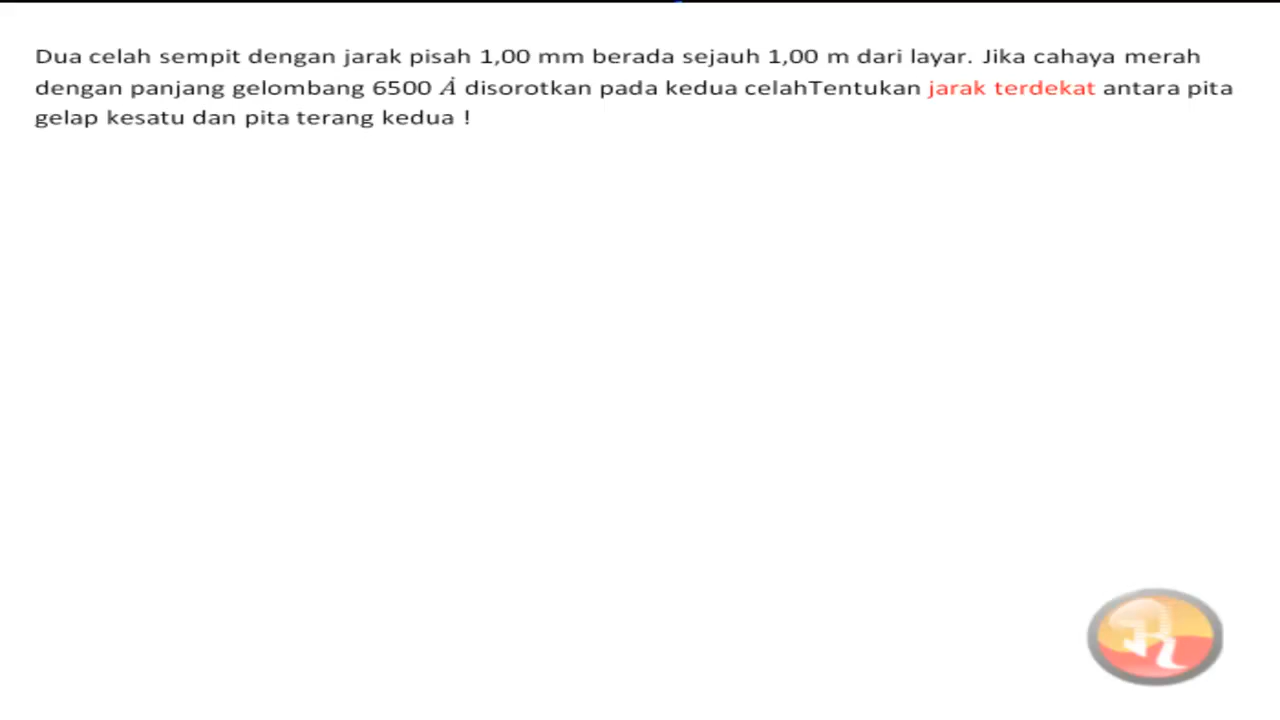 Dua celah sempit dengan jarak pisah 1,00 mm berada sejauh 1,00 m dari layar. Jika cahaya merah
dengan panjang gelombang 6500 Å disorotkan pada kedua celahTentukan jarak terdekat antara pita
gelap kesatu dan pita terang kedua !